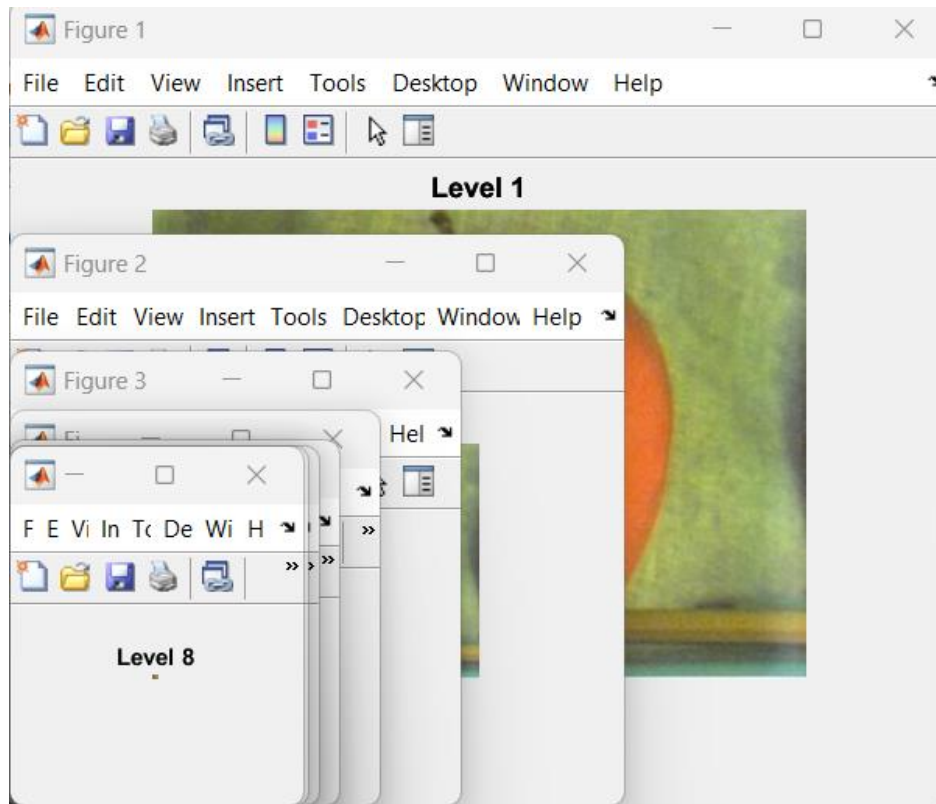 Figure 1
File Edit View Insert Tools Desktop Window Help
Level 1
Figure 2
File Edit View Insert Tools Desktop Window Help
Figure 3
Hel
F E Vi In To De Wi H
Level 8